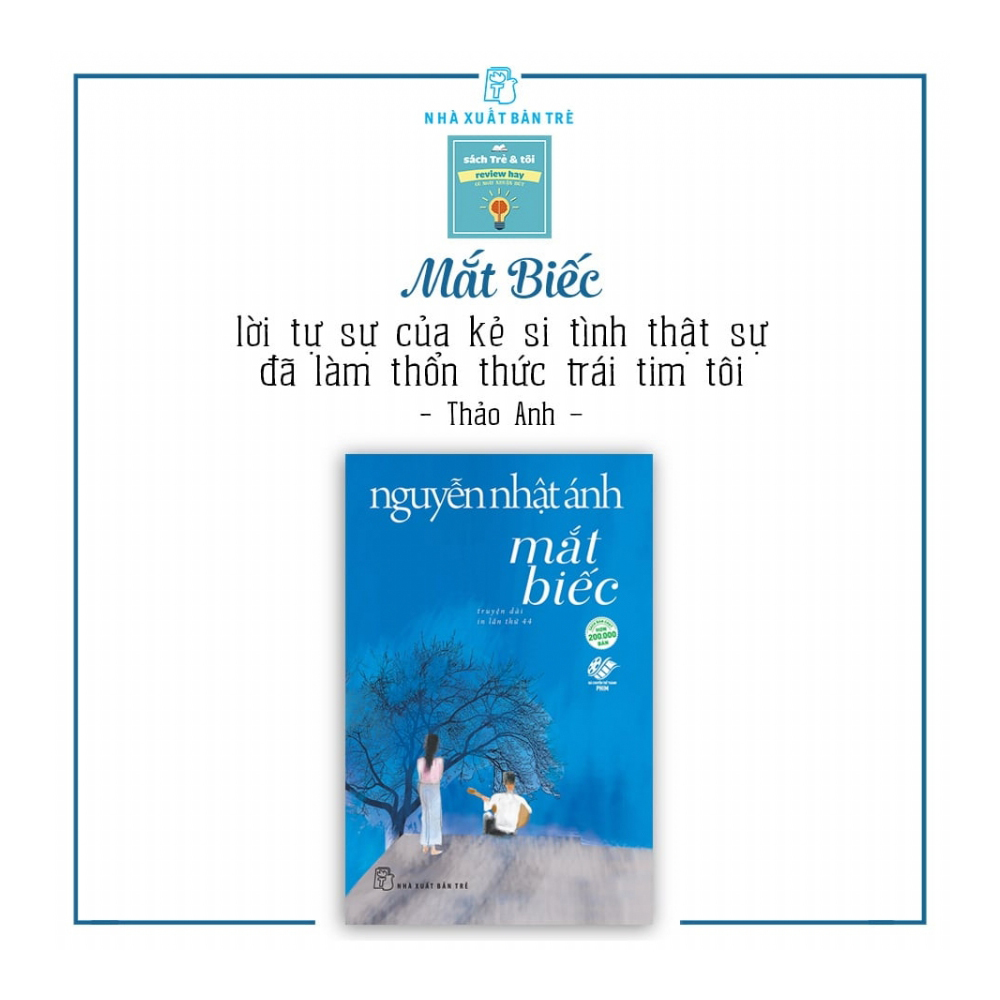 NHÀ XUẤT BẢN TRẺ
sách Trẻ & tôi
review hay
Mắt Biếc
lời tự sự của kẻ si tình thật sự
đã làm thổn thức trái tim tôi
- Thảo Anh -
nguyễn nhật ánh
mắt
biếc
truyện dài
in lần thứ 44
200.000
BẢN
PHIM
NHÀ XUẤT BẢN TRẺ